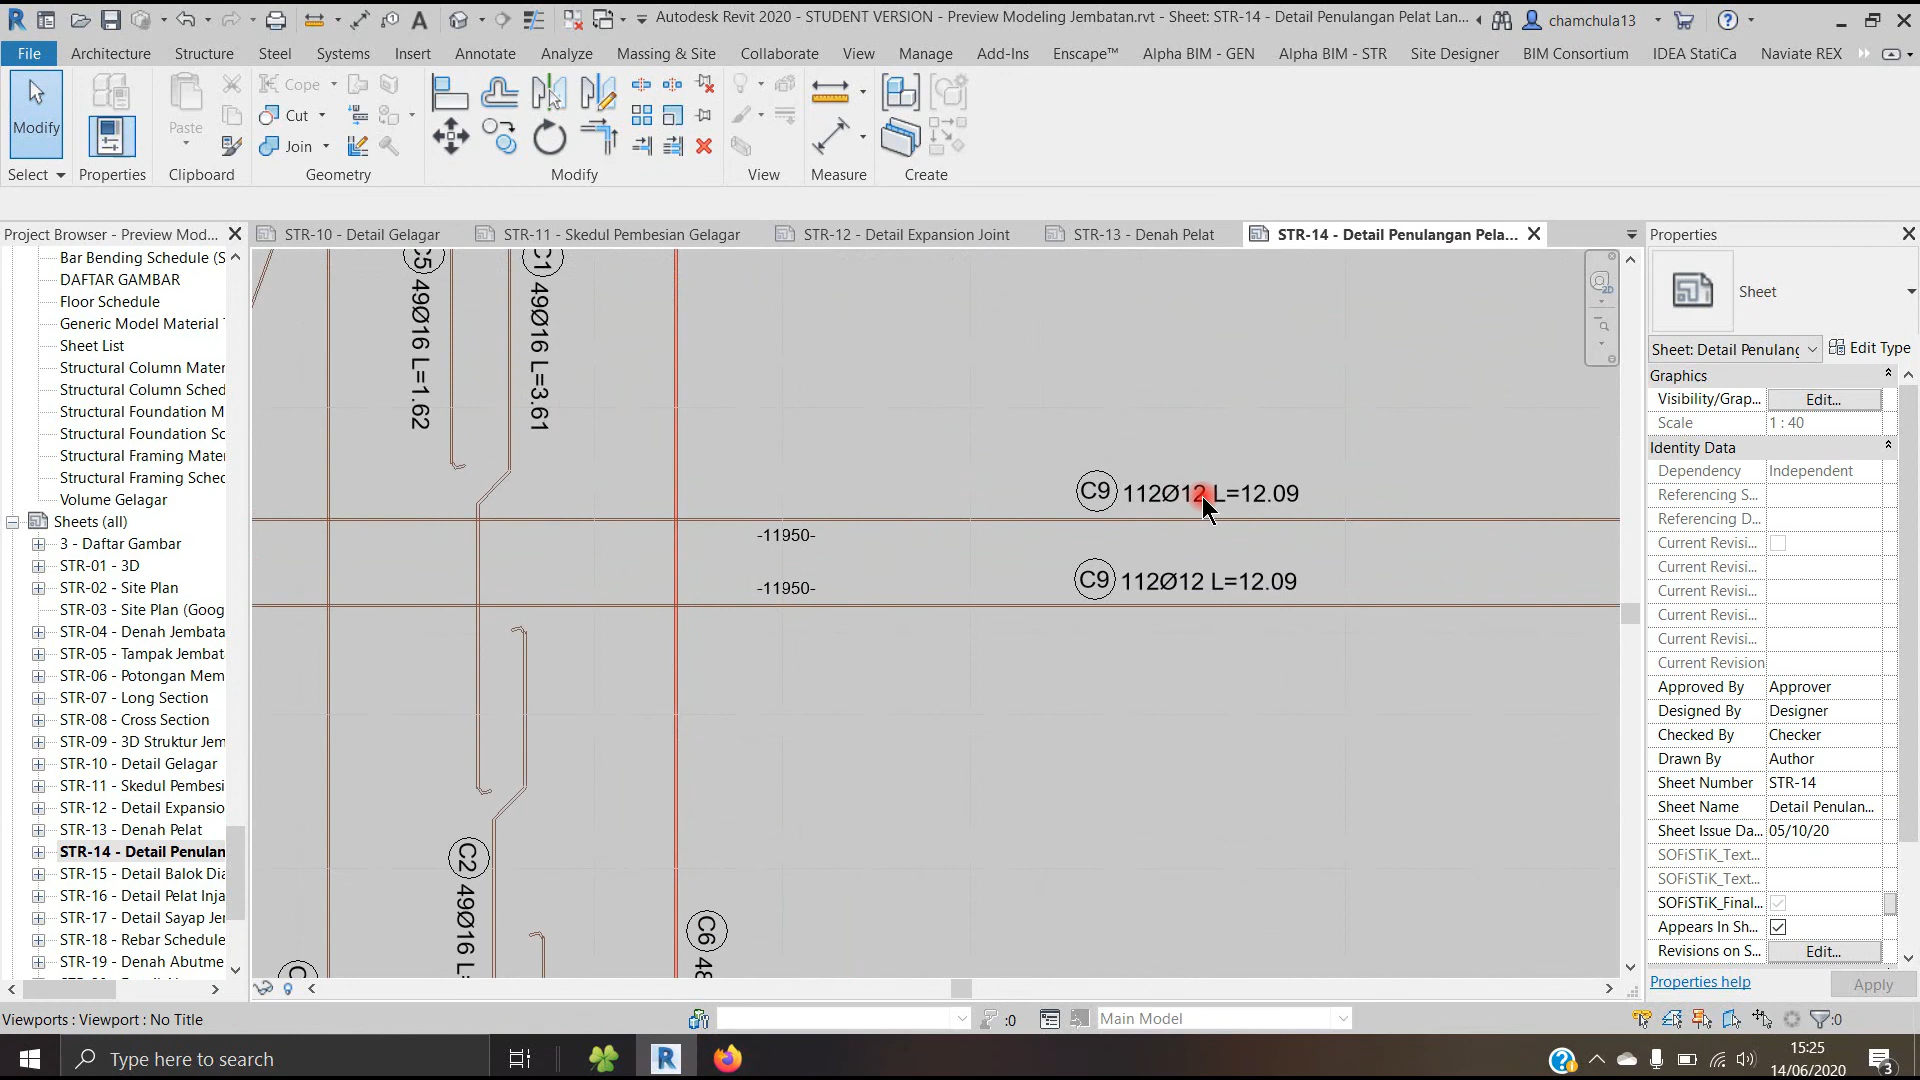 Autodesk Revit 2020 - STUDENT VERSION - Preview Modeling Jembatan.rvt - Sheet: STR-14 - Detail Penulangan Pelat Lan...
chamchula13
File
Architecture
Structure
Steel
Systems
Insert
Annotate
Analyze
Massing & Site
Collaborate
View
Manage
Add-Ins
Enscape™
Alpha BIM - GEN
Alpha BIM - STR
Site Designer
BIM Consortium
IDEA StatiCa
Naviate REX
Modify
Paste
Cope
Cut
Join
Select
Properties
Clipboard
Geometry
Modify
View
Measure
Create
Project Browser - Preview Mod...
STR-10 - Detail Gelagar
STR-11 - Skedul Pembesian Gelagar
STR-12 - Detail Expansion Joint
STR-13 - Denah Pelat
STR-14 - Detail Penulangan Pela...
Bar Bending Schedule (S
DAFTAR GAMBAR
Floor Schedule
Generic Model Material
Sheet List
Structural Column Mater
Structural Column Sched
Structural Foundation M
Structural Foundation Sc
Structural Framing Mater
Structural Framing Sched
Volume Gelagar
Sheets (all)
3 - Daftar Gambar
STR-01 - 3D
STR-02 - Site Plan
STR-03 - Site Plan (Goog
STR-04 - Denah Jembata
STR-05 - Tampak Jembat
STR-06 - Potongan Mem
STR-07 - Long Section
STR-08 - Cross Section
STR-09 - 3D Struktur Jem
STR-10 - Detail Gelagar
STR-11 - Skedul Pembesi
STR-12 - Detail Expansio
STR-13 - Denah Pelat
STR-14 - Detail Penulan
STR-15 - Detail Balok Dia
STR-16 - Detail Pelat Inja
STR-17 - Detail Sayap Jer
STR-18 - Rebar Schedule
STR-19 - Denah Abutme
C5 49Ø16 L=1.62
C1 49Ø16 L=3.61
C9 112Ø12 L=12.09
-11950-
-11950-
C9 112Ø12 L=12.09
C2 49Ø16 L=
C6 48
2D
Properties
Sheet
Sheet: Detail Penulang
Edit Type
Graphics
Visibility/Grap... Edit...
Scale 1 : 40
Identity Data
Dependency Independent
Referencing S...
Referencing D...
Current Revisi...
Current Revisi...
Current Revisi...
Current Revisi...
Current Revisi...
Current Revision
Approved By Approver
Designed By Designer
Checked By Checker
Drawn By Author
Sheet Number STR-14
Sheet Name Detail Penulan...
Sheet Issue Da... 05/10/20
SOFiSTiK_Text...
SOFiSTiK_Text...
SOFiSTiK_Final...
Appears In Sh...
Revisions on S... Edit...
Properties help
Apply
Viewports : Viewport : No Title
:0
Main Model
:0
Type here to search
15:25
14/06/2020
3